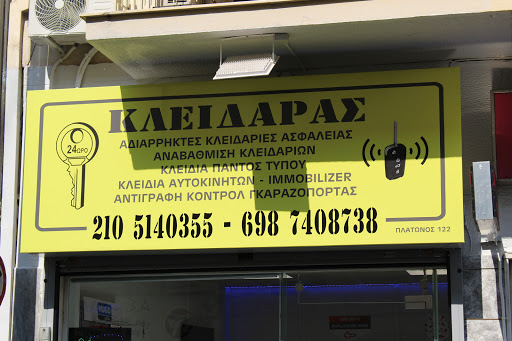 ΚΛΕΙΔΑΡΑΣ
24ΩΡΟ
ΑΔΙΑΡΡΗΚΤΕΣ ΚΛΕΙΔΑΡΙΕΣ ΑΣΦΑΛΕΙΑΣ
ΑΝΑΒΑΘΜΙΣΗ ΚΛΕΙΔΑΡΙΩΝ
ΚΛΕΙΔΙΑ ΠΑΝΤΟΣ ΤΥΠΟΥ
ΚΛΕΙΔΙΑ ΑΥΤΟΚΙΝΗΤΩΝ - IMMOBILIZER
ΑΝΤΙΓΡΑΦΗ ΚΟΝΤΡΟΛ ΓΚΑΡΑΖΟΠΟΡΤΑΣ
210 5140355 - 698 7408738
ΠΛΑΤΩΝΟΣ 122